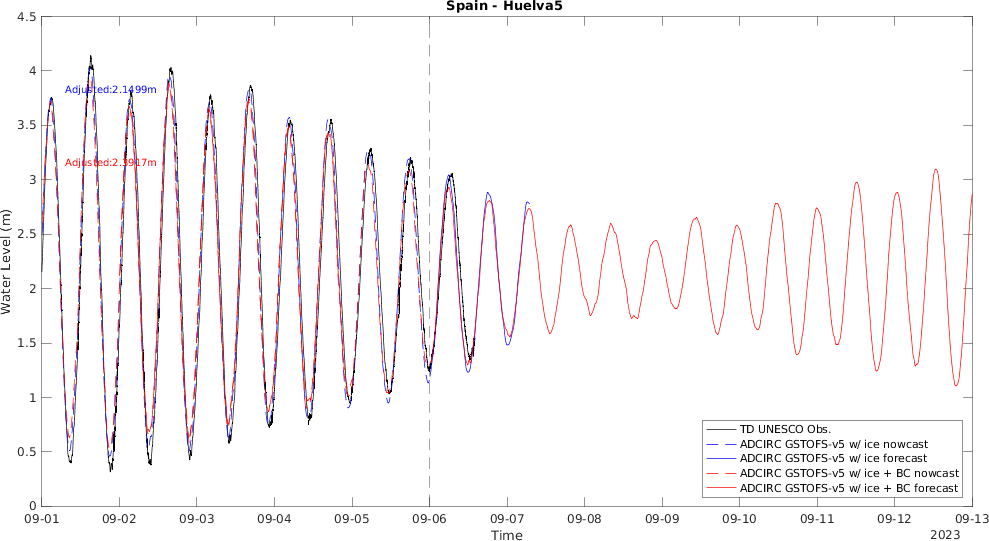 Spain - Huelva5
4.5
4
3.5
3
2.5
2
1.5
1
0.5
0
Water Level (m)
Adjusted:2.1499m
Adjusted:2.3917m
TD UNESCO Obs.
ADCIRC GSTOFS-v5 w/ ice nowcast
ADCIRC GSTOFS-v5 w/ ice forecast
ADCIRC GSTOFS-v5 w/ ice + BC nowcast
ADCIRC GSTOFS-v5 w/ ice + BC forecast
09-01 09-02 09-03 09-04 09-05 09-06 09-07 09-08 09-09 09-10 09-11 09-12 09-13
Time
2023